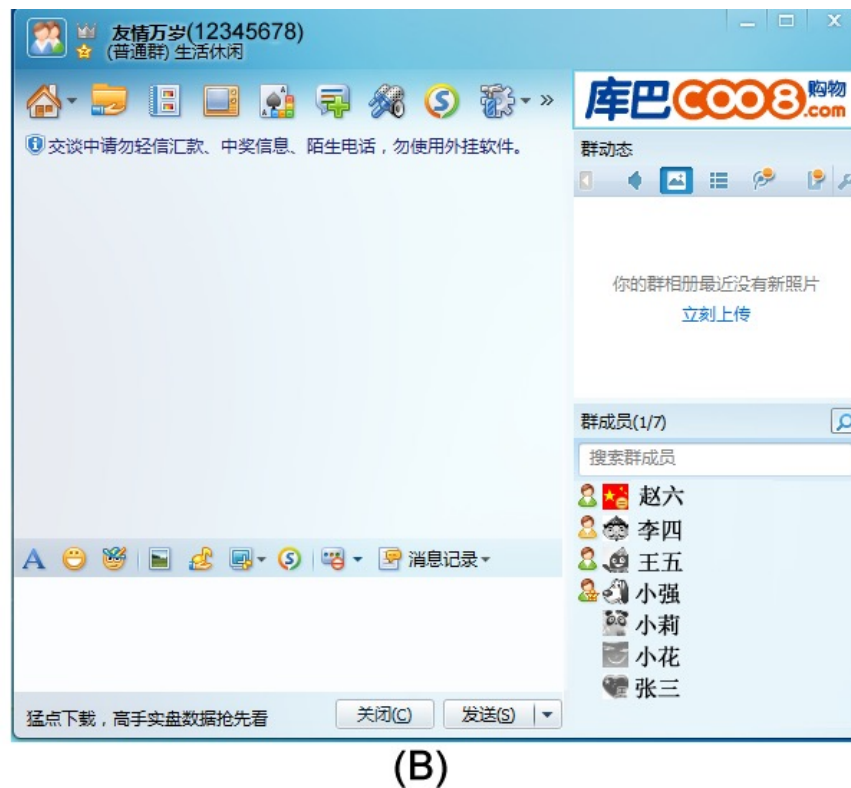 友情万岁(12345678)
(普通群) 生活休闲
库巴COO8购物.com
交谈中请勿轻信汇款、中奖信息、陌生电话，勿使用外挂软件。
群动态
你的群相册最近没有新照片
立刻上传
群成员(1/7)
搜索群成员
赵六
李四
王五
小强
小莉
小花
张三
消息记录
猛点下载，高手实盘数据抢先看
关闭(C)
发送(S)
(B)